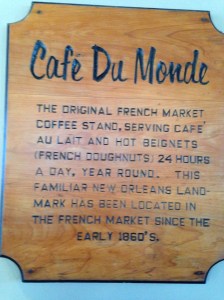 Café Du Monde
THE ORIGINAL FRENCH MARKET
COFFEE STAND, SERVING CAFE
AU LAIT AND HOT BEIGNETS
(FRENCH DOUGHNUTS) 24 HOURS
A DAY, YEAR ROUND. THIS
FAMILIAR NEW ORLEANS LAND-
MARK HAS BEEN LOCATED IN
THE FRENCH MARKET SINCE THE
EARLY 1860'S.